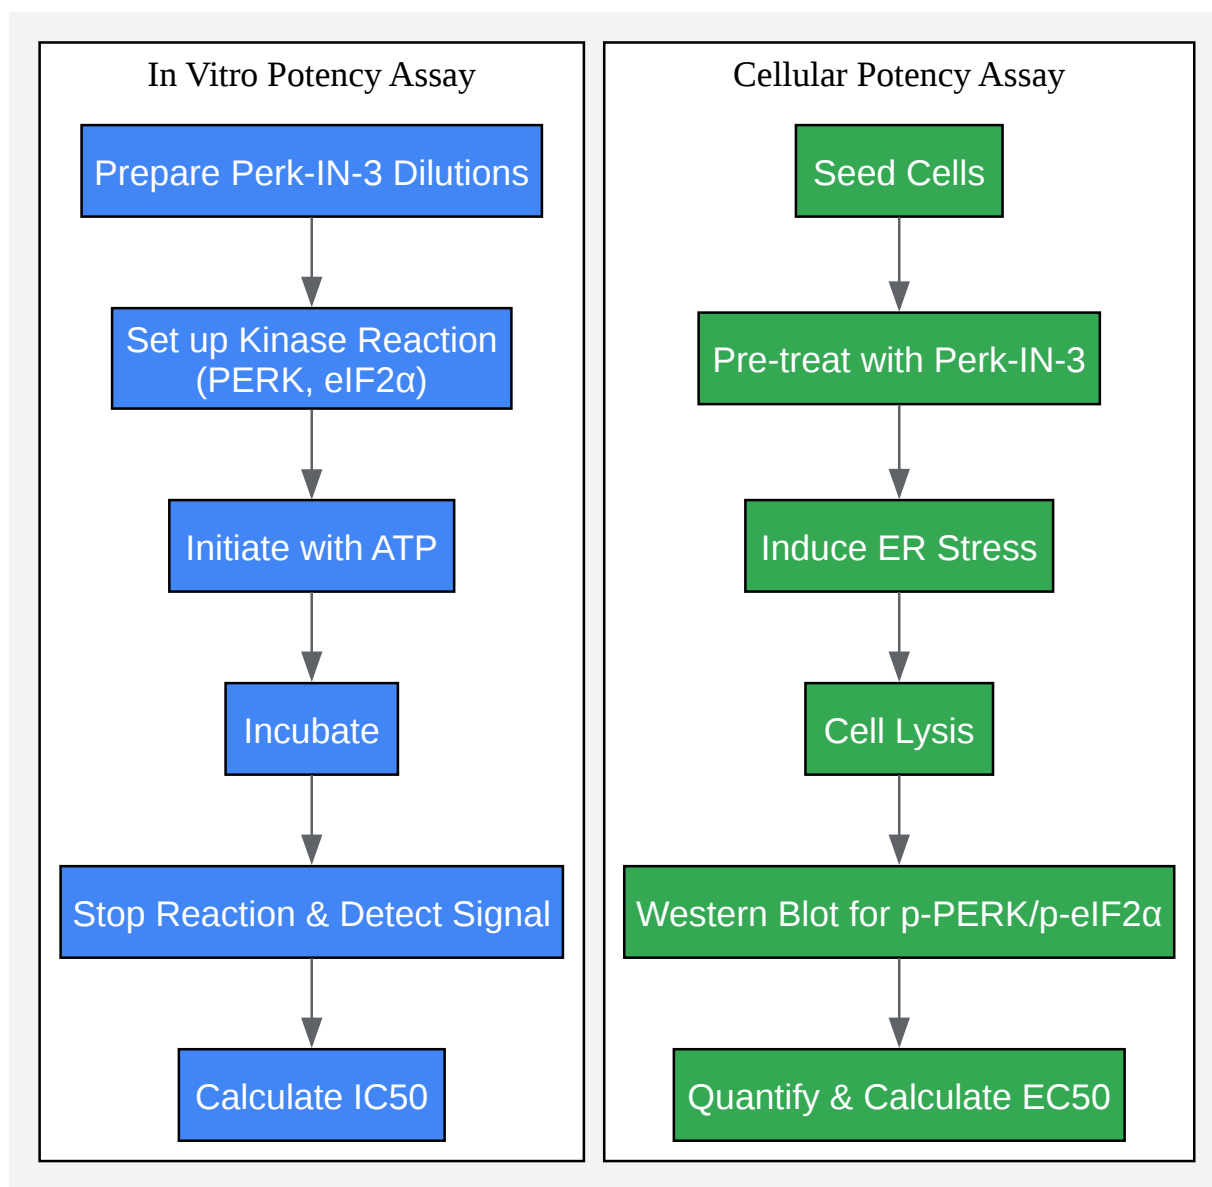 In Vitro Potency Assay
Prepare Perk-IN-3 Dilutions
Set up Kinase Reaction
(PERK, eIF2α)
Initiate with ATP
Incubate
Stop Reaction & Detect Signal
Calculate IC50
Cellular Potency Assay
Seed Cells
Pre-treat with Perk-IN-3
Induce ER Stress
Cell Lysis
Western Blot for p-PERK/p-eIF2α
Quantify & Calculate EC50